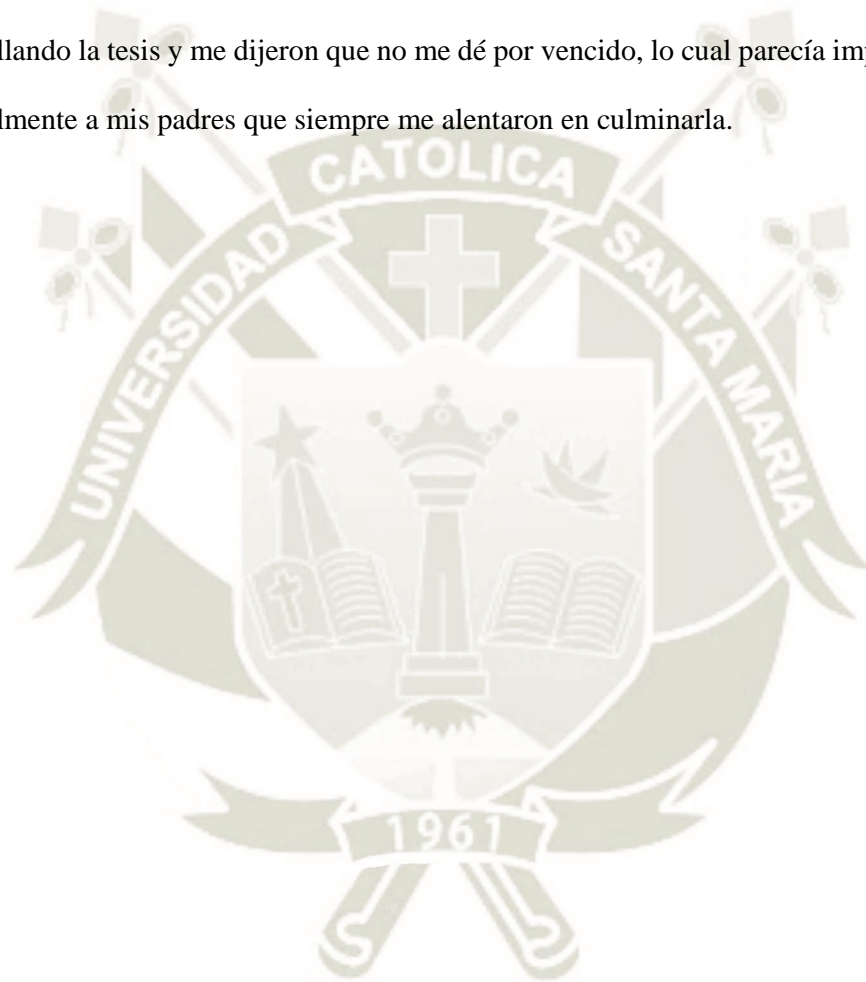 llando la tesis y me dijeron que no me dé por vencido, lo cual parecía imp
lmente a mis padres que siempre me alentaron en culminarla.
CATOLICA
UNIVERSIDAD
SANTA MARIA
1961